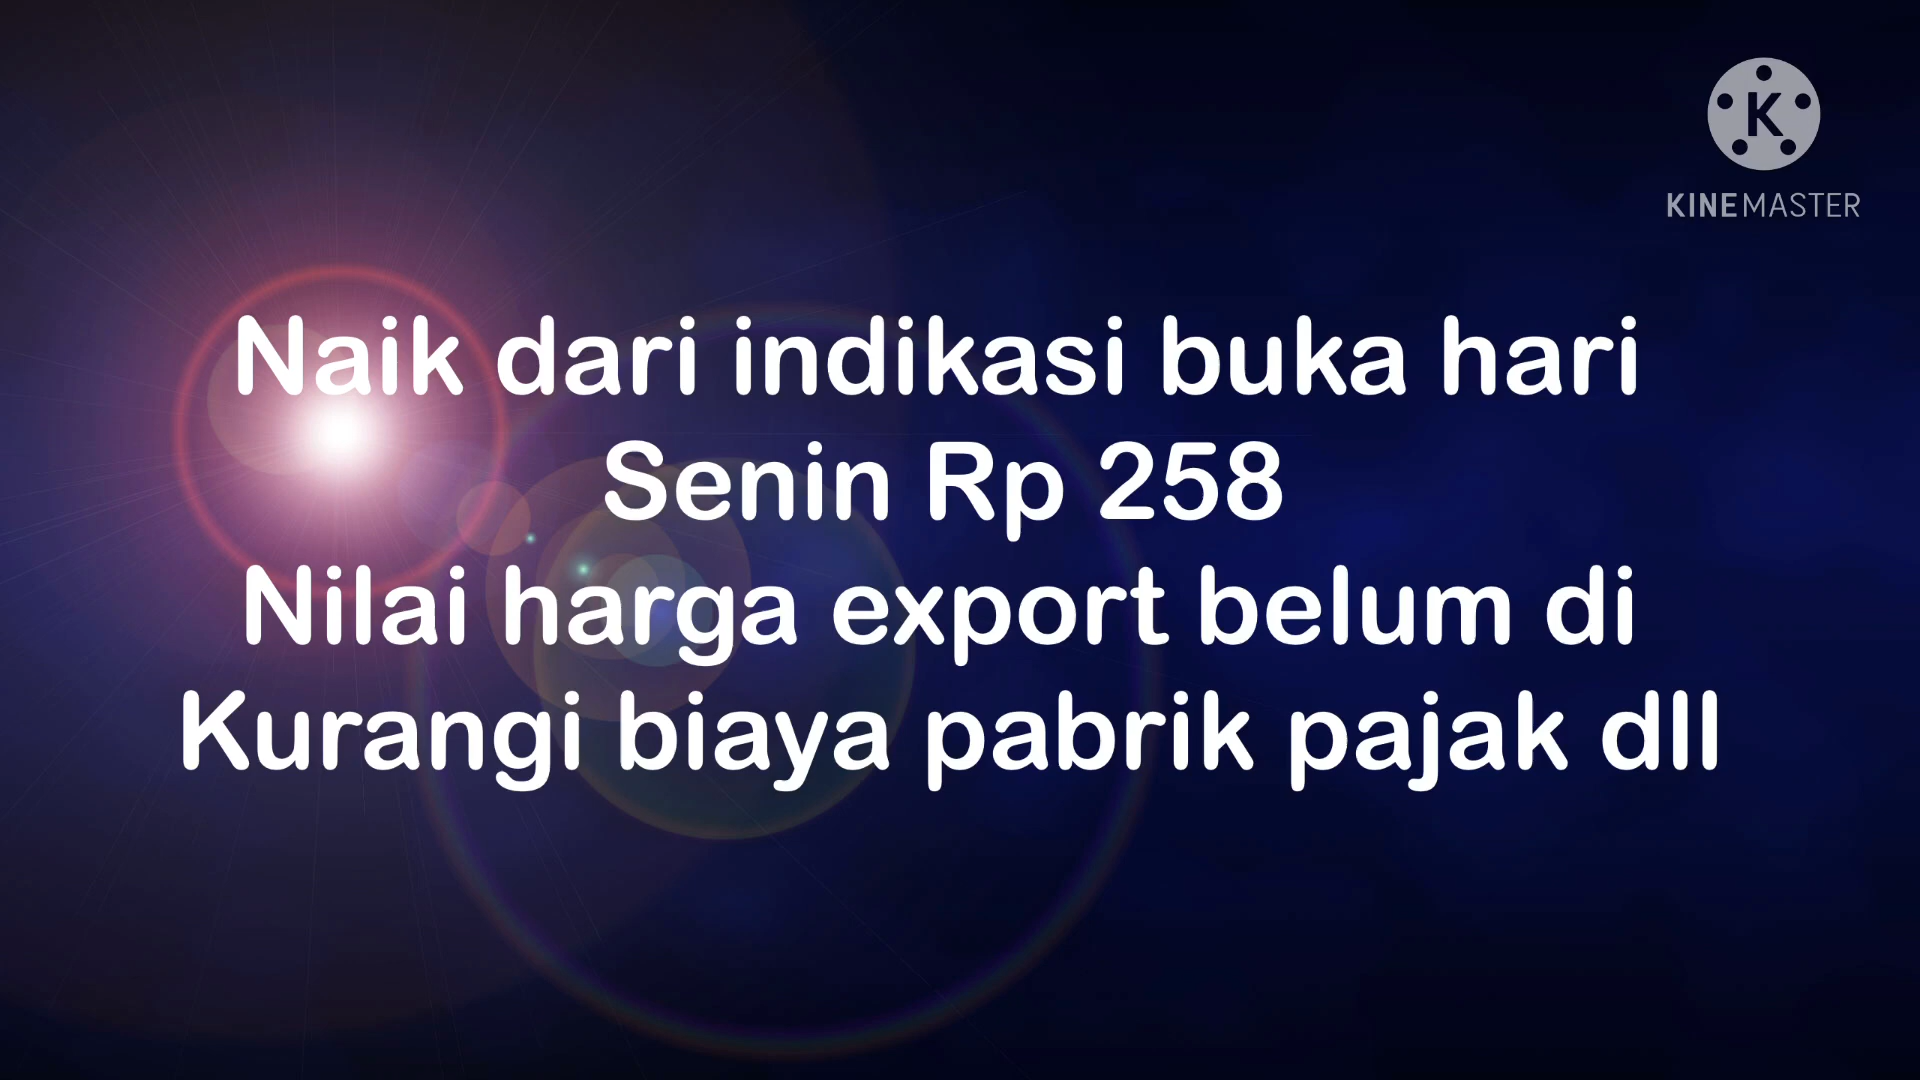 K
KINEMASTER
Naik dari indikasi buka hari
Senin Rp 258
Nilai harga export belum di
Kurangi biaya pabrik pajak dll